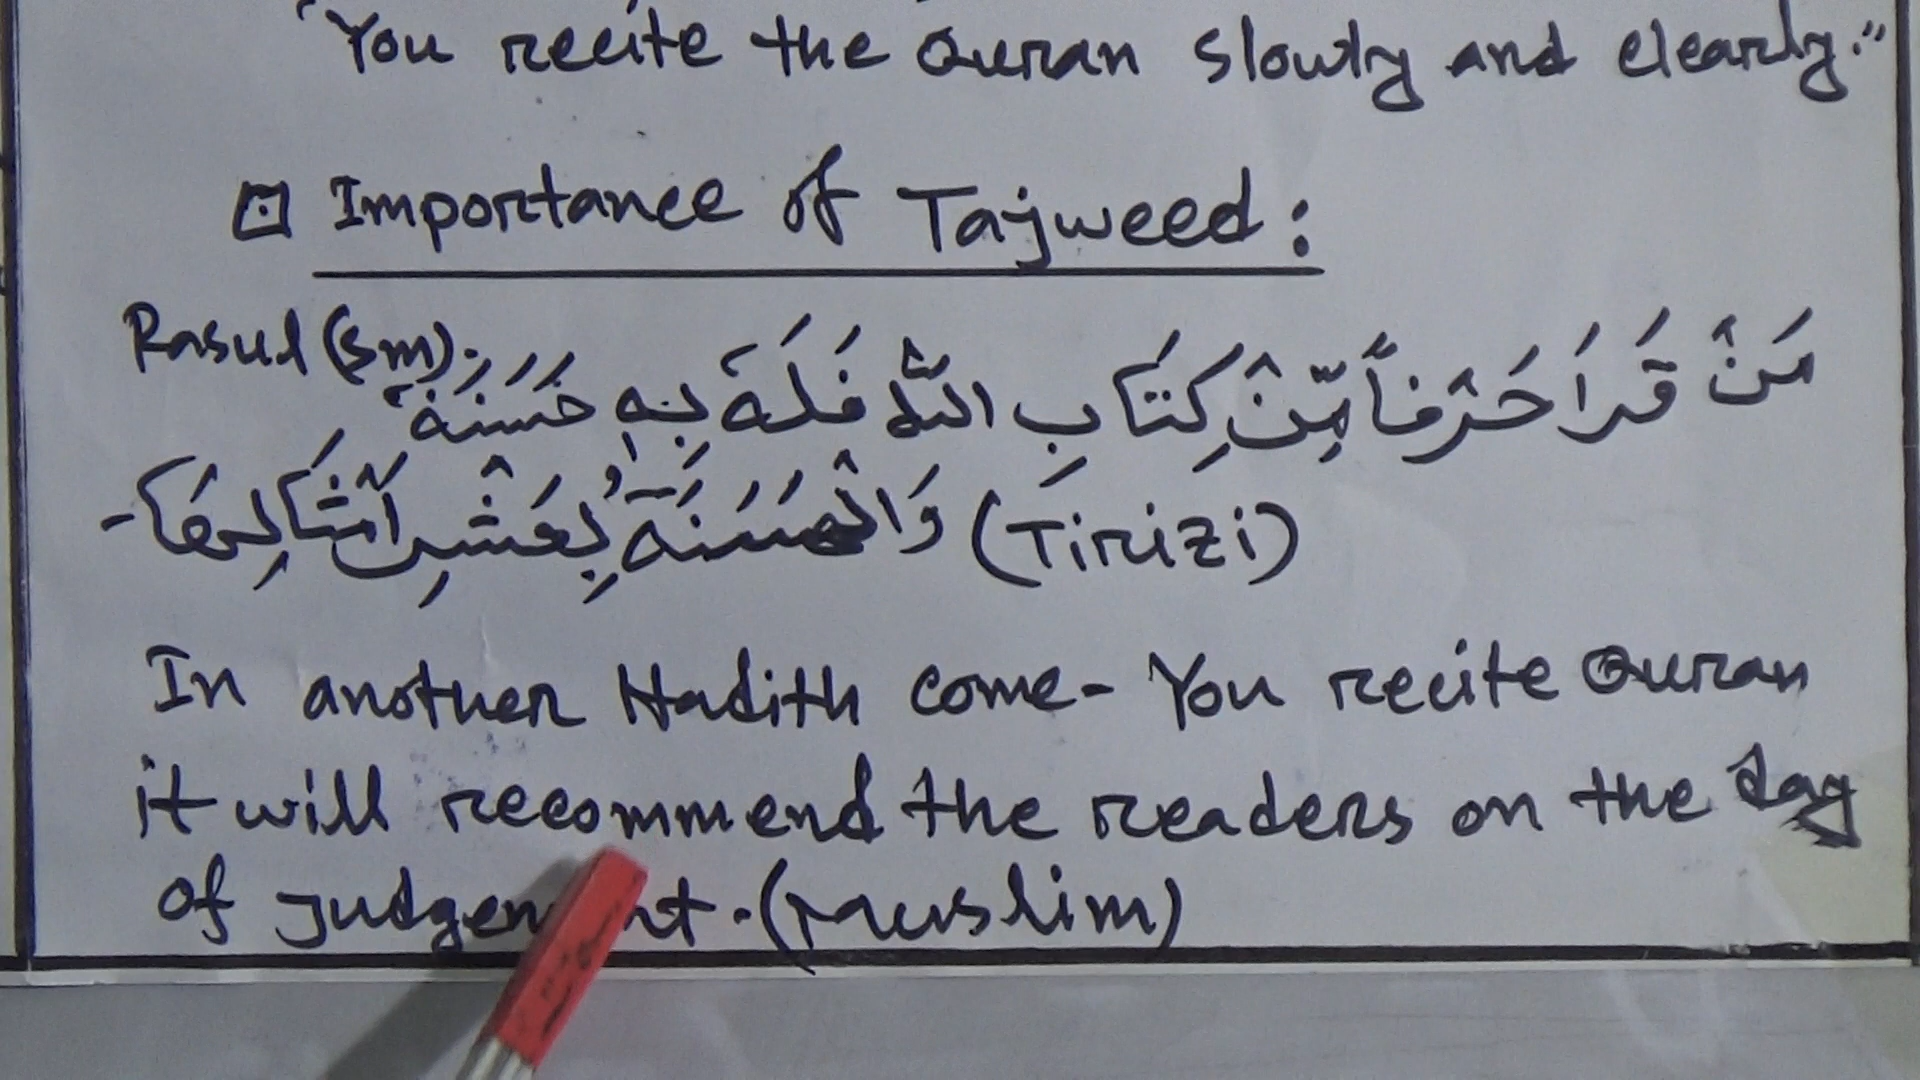 "You recite the Quran slowly and clearly."
Importance of Tajweed:
Rasul (sm): مَنْ قَرَاَ حَرْفاً مِّنْ كِتَابِ اللّٰهِ فَلَهٗ بِهٖ حَسَنَةٌ
وَالْحَسَنَةُ بِعَشْرِ اَمْثَالِهَا- (Tirizi)
In another Hadith come- You recite Quran
it will recommend the readers on the day
of judgement. (Muslim)